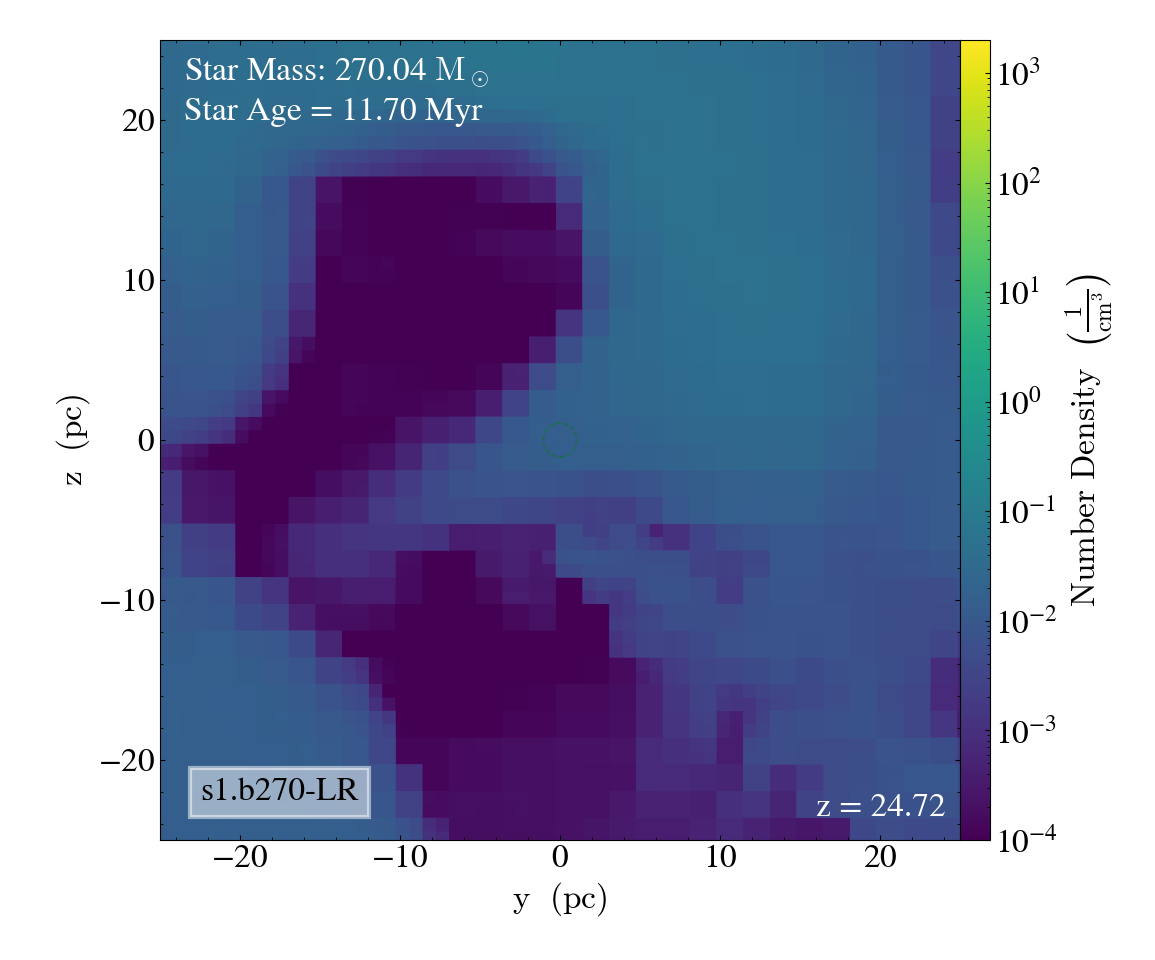 Star Mass: 270.04 M⊙
Star Age = 11.70 Myr
20
10
0
−10
−20
z (pc)
s1.b270-LR
z = 24.72
−20 −10 0 10 20
y (pc)
10³
10²
10¹
10⁰
10⁻¹
10⁻²
10⁻³
10⁻⁴
Number Density (1/cm³)